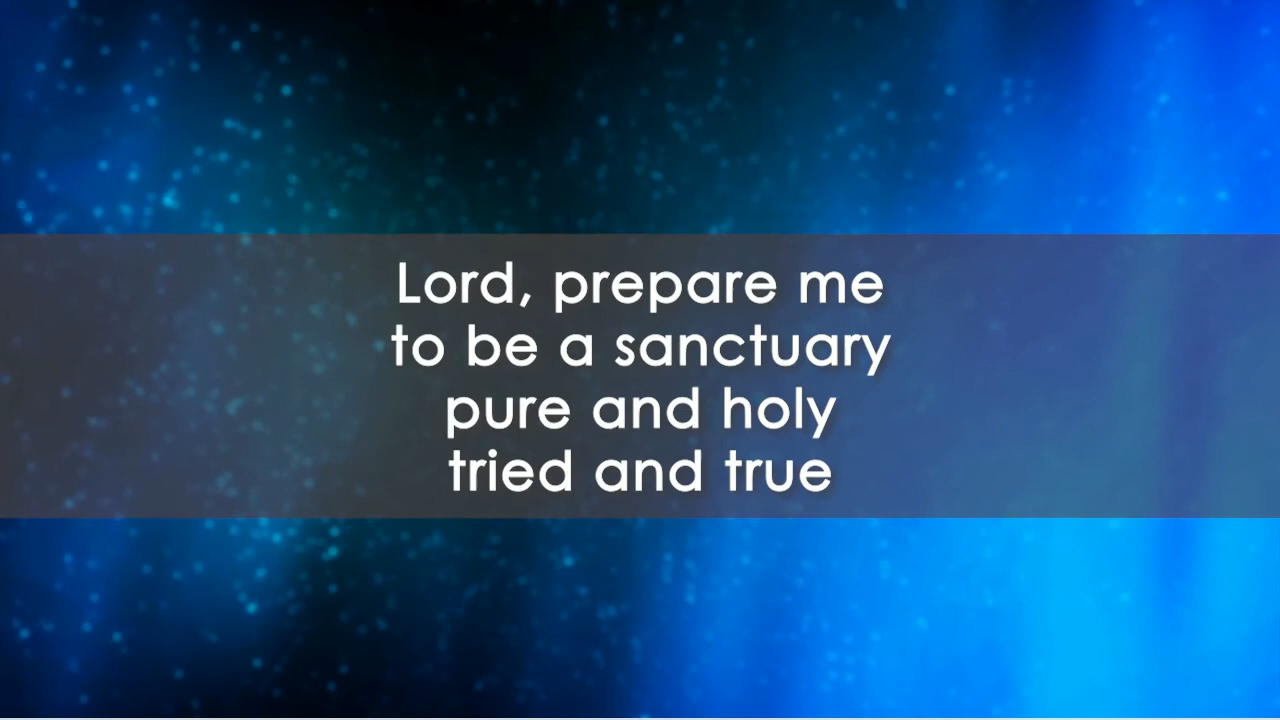 Lord, prepare me
to be a sanctuary
pure and holy
tried and true